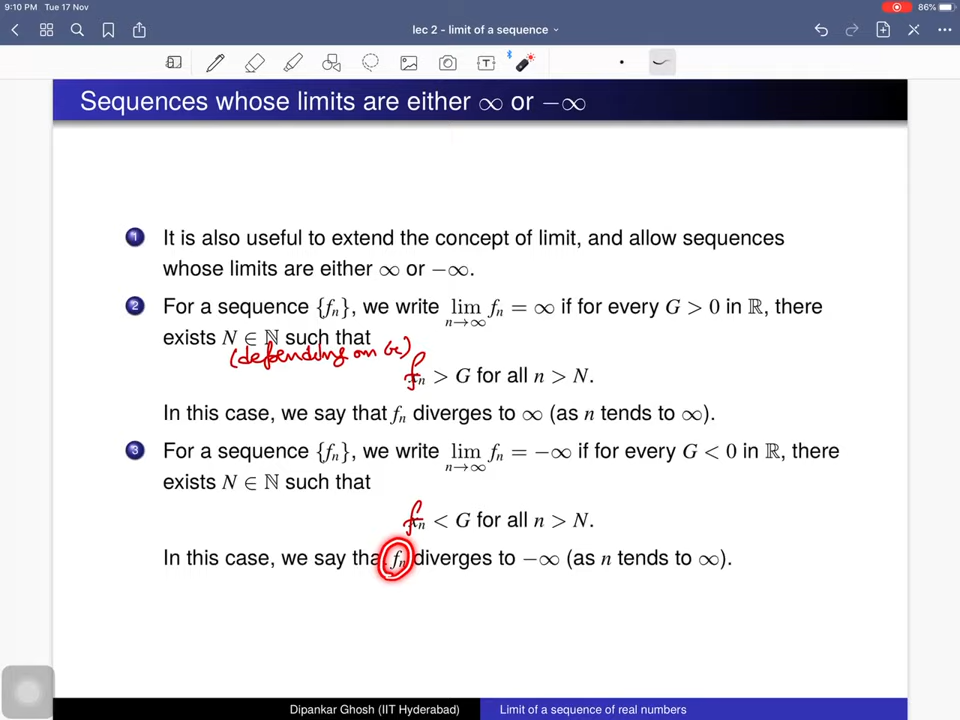 9:10 PM Tue 17 Nov
86%
lec 2 - limit of a sequence
Sequences whose limits are either ∞ or −∞
1 It is also useful to extend the concept of limit, and allow sequences
whose limits are either ∞ or −∞.
2 For a sequence {fₙ}, we write lim n→∞ fₙ = ∞ if for every G > 0 in ℝ, there
exists N ∈ ℕ such that
(depending on G)
fₙ > G for all n > N.
In this case, we say that fₙ diverges to ∞ (as n tends to ∞).
3 For a sequence {fₙ}, we write lim n→∞ fₙ = −∞ if for every G < 0 in ℝ, there
exists N ∈ ℕ such that
fₙ < G for all n > N.
In this case, we say that fₙ diverges to −∞ (as n tends to ∞).
Dipankar Ghosh (IIT Hyderabad) Limit of a sequence of real numbers